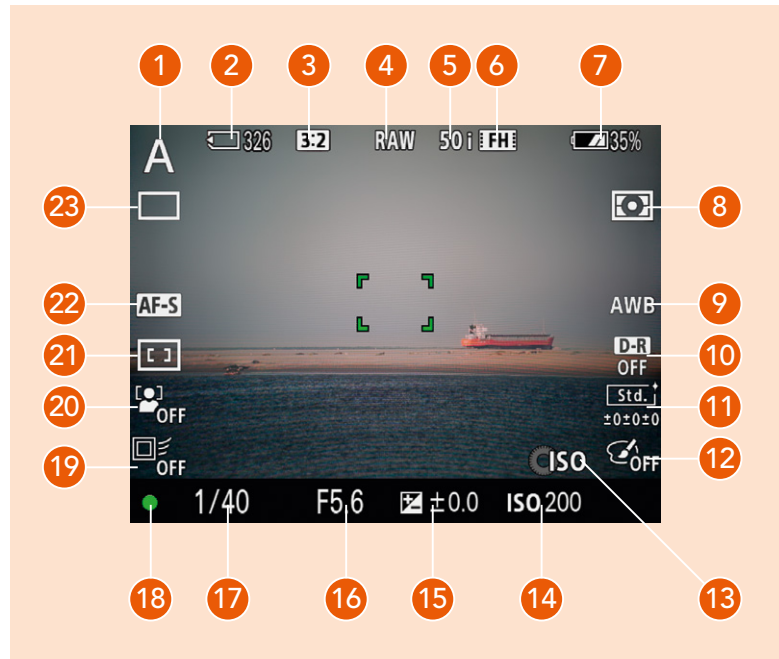 1 2 3 4 5 6 7
A 326 3:2 RAW 50 i FH 35%
23 8
22 AF-S AWB 9
21 D-R OFF 10
20 OFF Std. ±0±0±0 11
19 OFF ISO OFF 12
1/40 F5.6 ±0.0 ISO 200
18 17 16 15 14 13